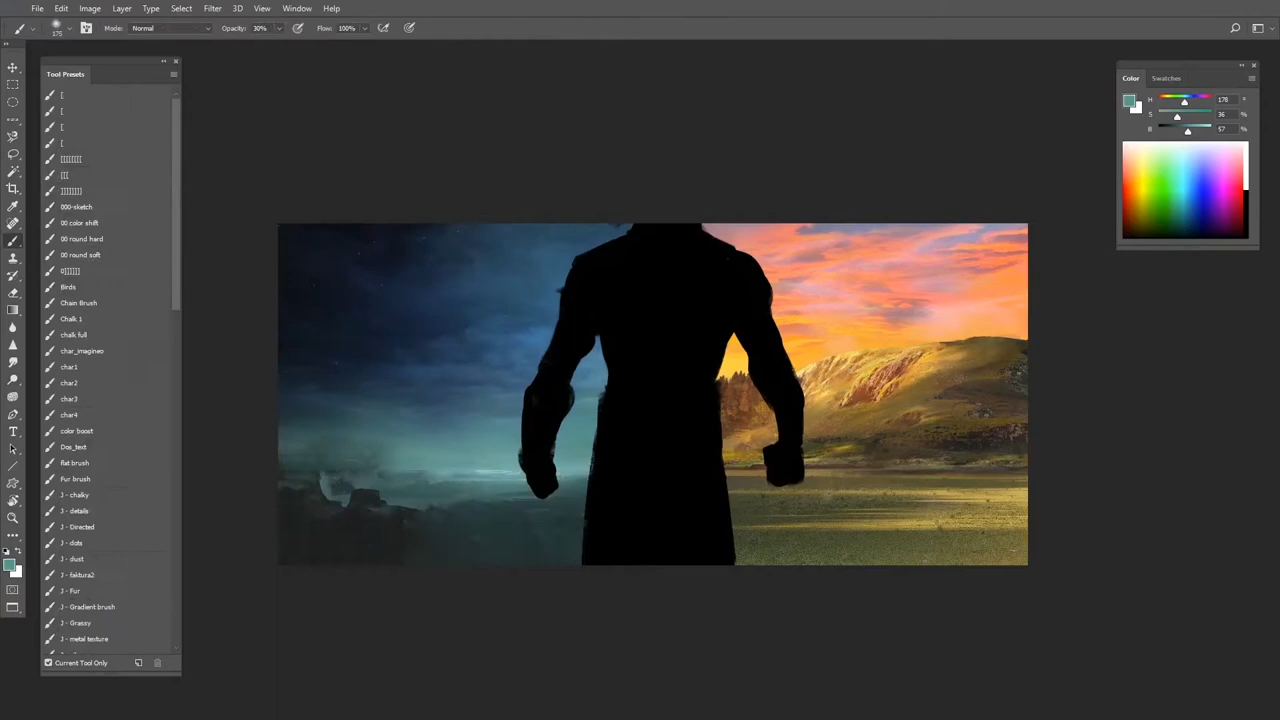 File Edit Image Layer Type Select Filter 3D View Window Help
175 Mode: Normal Opacity: 30% Flow: 100%
Tool Presets
[
[
[
[
[[[[[[[[
[[[
]]]]]]]]
000-sketch
00 color shift
00 round hard
00 round soft
0]]]]]]
Birds
Chain Brush
Chalk 1
chalk full
char_imagineo
char1
char2
char3
char4
color boost
Dos_text
flat brush
Fur brush
J - chalky
J - details
J - Directed
J - dots
J - dust
J - faktura2
J - Fur
J - Gradient brush
J - Grassy
J - metal texture
Current Tool Only
Color Swatches
H 178 °
S 36 %
B 57 %